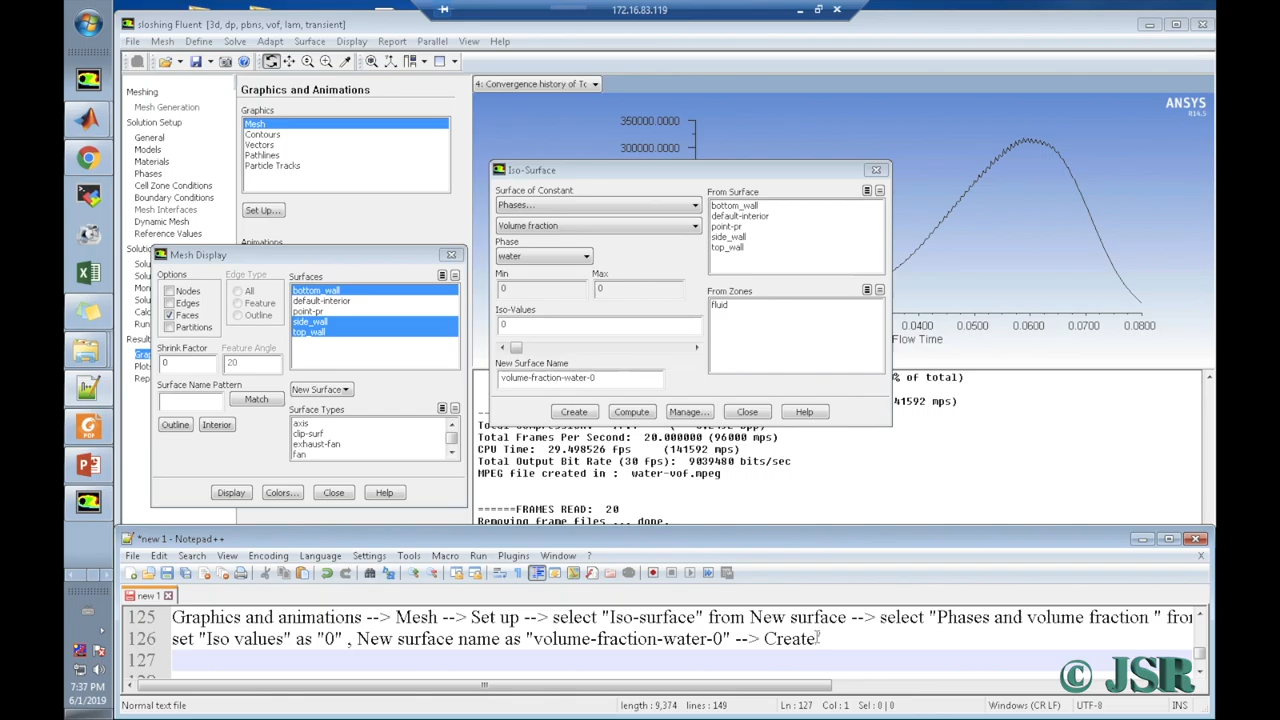 172.16.83.119
sloshing Fluent [3d, dp, pbns, vof, lam, transient]
File Mesh Define Solve Adapt Surface Display Report Parallel View Help
Meshing
Mesh Generation
Solution Setup
General
Models
Materials
Phases
Cell Zone Conditions
Boundary Conditions
Mesh Interfaces
Dynamic Mesh
Reference Values
Graphics and Animations
Graphics
Mesh
Contours
Vectors
Pathlines
Particle Tracks
Set Up...
Animations
4: Convergence history of Tc
ANSYS
R14.5
350000.0000
300000.0000
0.0400 0.0500 0.0600 0.0700 0.0800
Flow Time
Iso-Surface
Surface of Constant
Phases...
Volume fraction
Phase
water
Min Max
0 0
Iso-Values
0
New Surface Name
volume-fraction-water-0
From Surface
bottom_wall
default-interior
point-pr
side_wall
top_wall
From Zones
fluid
Create Compute Manage... Close Help
Mesh Display
Options
Nodes
Edges
Faces
Partitions
Edge Type
All
Feature
Outline
Shrink Factor Feature Angle
0 20
Surface Name Pattern
Match
Outline Interior
Surfaces
bottom_wall
default-interior
point-pr
side_wall
top_wall
New Surface
Surface Types
axis
clip-surf
exhaust-fan
fan
Display Colors... Close Help
% of total)
(141592 mps)
Total Frames Per Second: 20.000000 (96000 mps)
CPU Time: 29.498526 fps (141592 mps)
Total Output Bit Rate (30 fps): 9039480 bits/sec
MPEG file created in : water-vof.mpeg
======FRAMES READ: 20
Removing frame files ... done.
*new 1 - Notepad++
File Edit Search View Encoding Language Settings Tools Macro Run Plugins Window ?
X
new 1
125 Graphics and animations --> Mesh --> Set up --> select "Iso-surface" from New surface --> select "Phases and volume fraction " from
126 set "Iso values" as "0" , New surface name as "volume-fraction-water-0" --> Create
127
© JSR
Normal text file length : 9,374 lines : 149 Ln : 127 Col : 1 Sel : 0 | 0 Windows (CR LF) UTF-8 INS
7:37 PM
6/1/2019